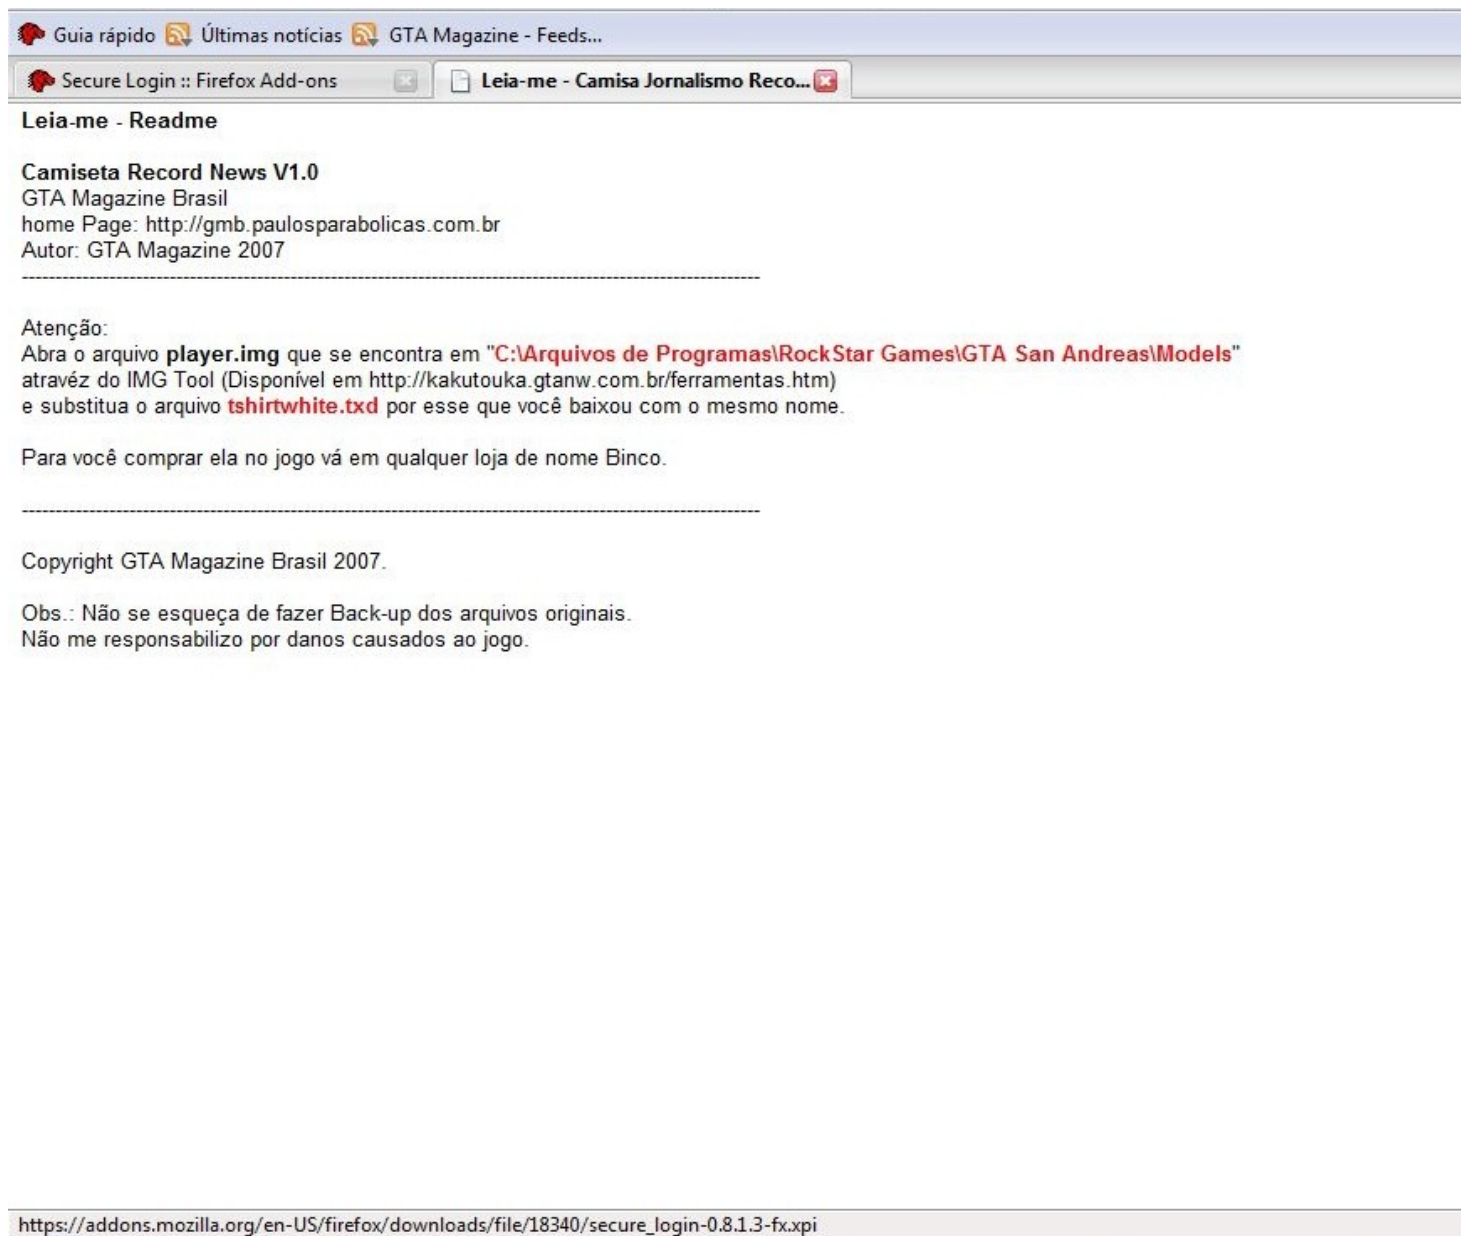 Guia rápido Últimas notícias GTA Magazine - Feeds...
Secure Login :: Firefox Add-ons Leia-me - Camisa Jornalismo Reco...
Leia-me - Readme
Camiseta Record News V1.0
GTA Magazine Brasil
home Page: http://gmb.paulosparabolicas.com.br
Autor: GTA Magazine 2007
--------------------------------------------------------------------------------------------------------------
Atenção:
Abra o arquivo player.img que se encontra em "C:\Arquivos de Programas\RockStar Games\GTA San Andreas\Models"
atravéz do IMG Tool (Disponível em http://kakutouka.gtanw.com.br/ferramentas.htm)
e substitua o arquivo tshirtwhite.txd por esse que você baixou com o mesmo nome.
Para você comprar ela no jogo vá em qualquer loja de nome Binco.
--------------------------------------------------------------------------------------------------------------
Copyright GTA Magazine Brasil 2007.
Obs.: Não se esqueça de fazer Back-up dos arquivos originais.
Não me responsabilizo por danos causados ao jogo.
https://addons.mozilla.org/en-US/firefox/downloads/file/18340/secure_login-0.8.1.3-fx.xpi